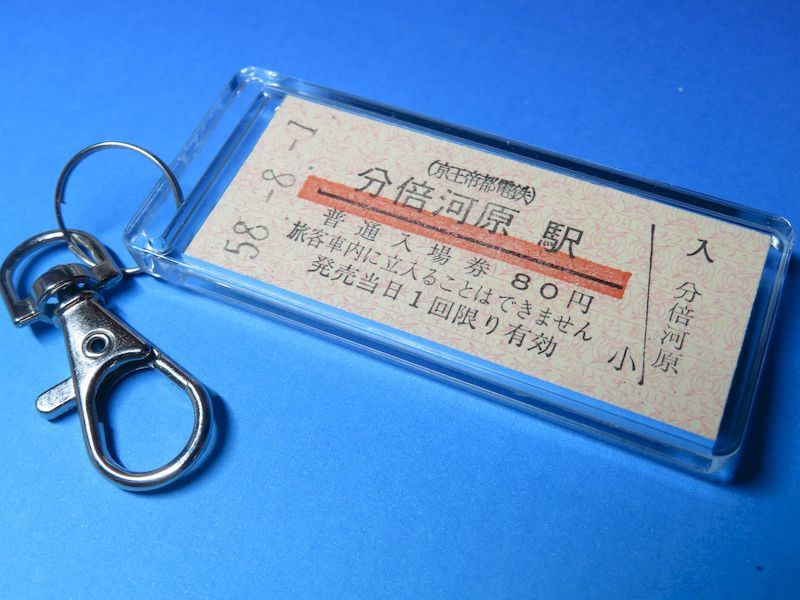 58-8-1
(京王帝都電鉄)
分倍河原 駅
普通入場券 80円
旅客車内に立入ることはできません
発売当日1回限り有効
小
入
分倍河原